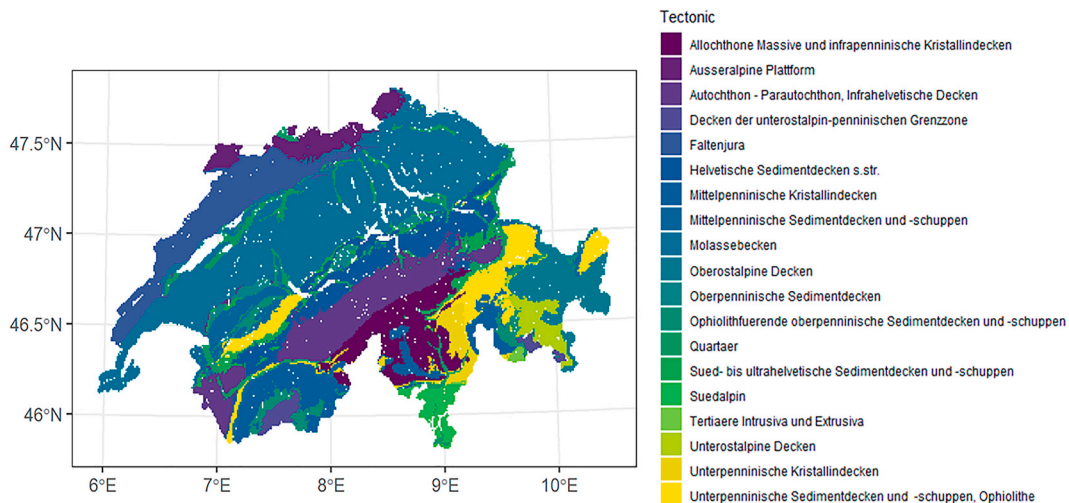 Tectonic
Allochthone Massive und infrapenninische Kristallindecken
Ausseralpine Plattform
Autochthon - Parautochthon, Infrahelvetische Decken
Decken der unterostalpin-penninischen Grenzzone
Faltenjura
Helvetische Sedimentdecken s.str.
Mittelpenninische Kristallindecken
Mittelpenninische Sedimentdecken und -schuppen
Molassebecken
Oberostalpine Decken
Oberpenninische Sedimentdecken
Ophiolithfuerende oberpenninische Sedimentdecken und -schuppen
Quartaer
Sued- bis ultrahelvetische Sedimentdecken und -schuppen
Suedalpin
Tertiaere Intrusiva und Extrusiva
Unterostalpine Decken
Unterpenninische Kristallindecken
Unterpenninische Sedimentdecken und -schuppen, Ophiolithe
47.5°N
47°N
46.5°N
46°N
6°E 7°E 8°E 9°E 10°E